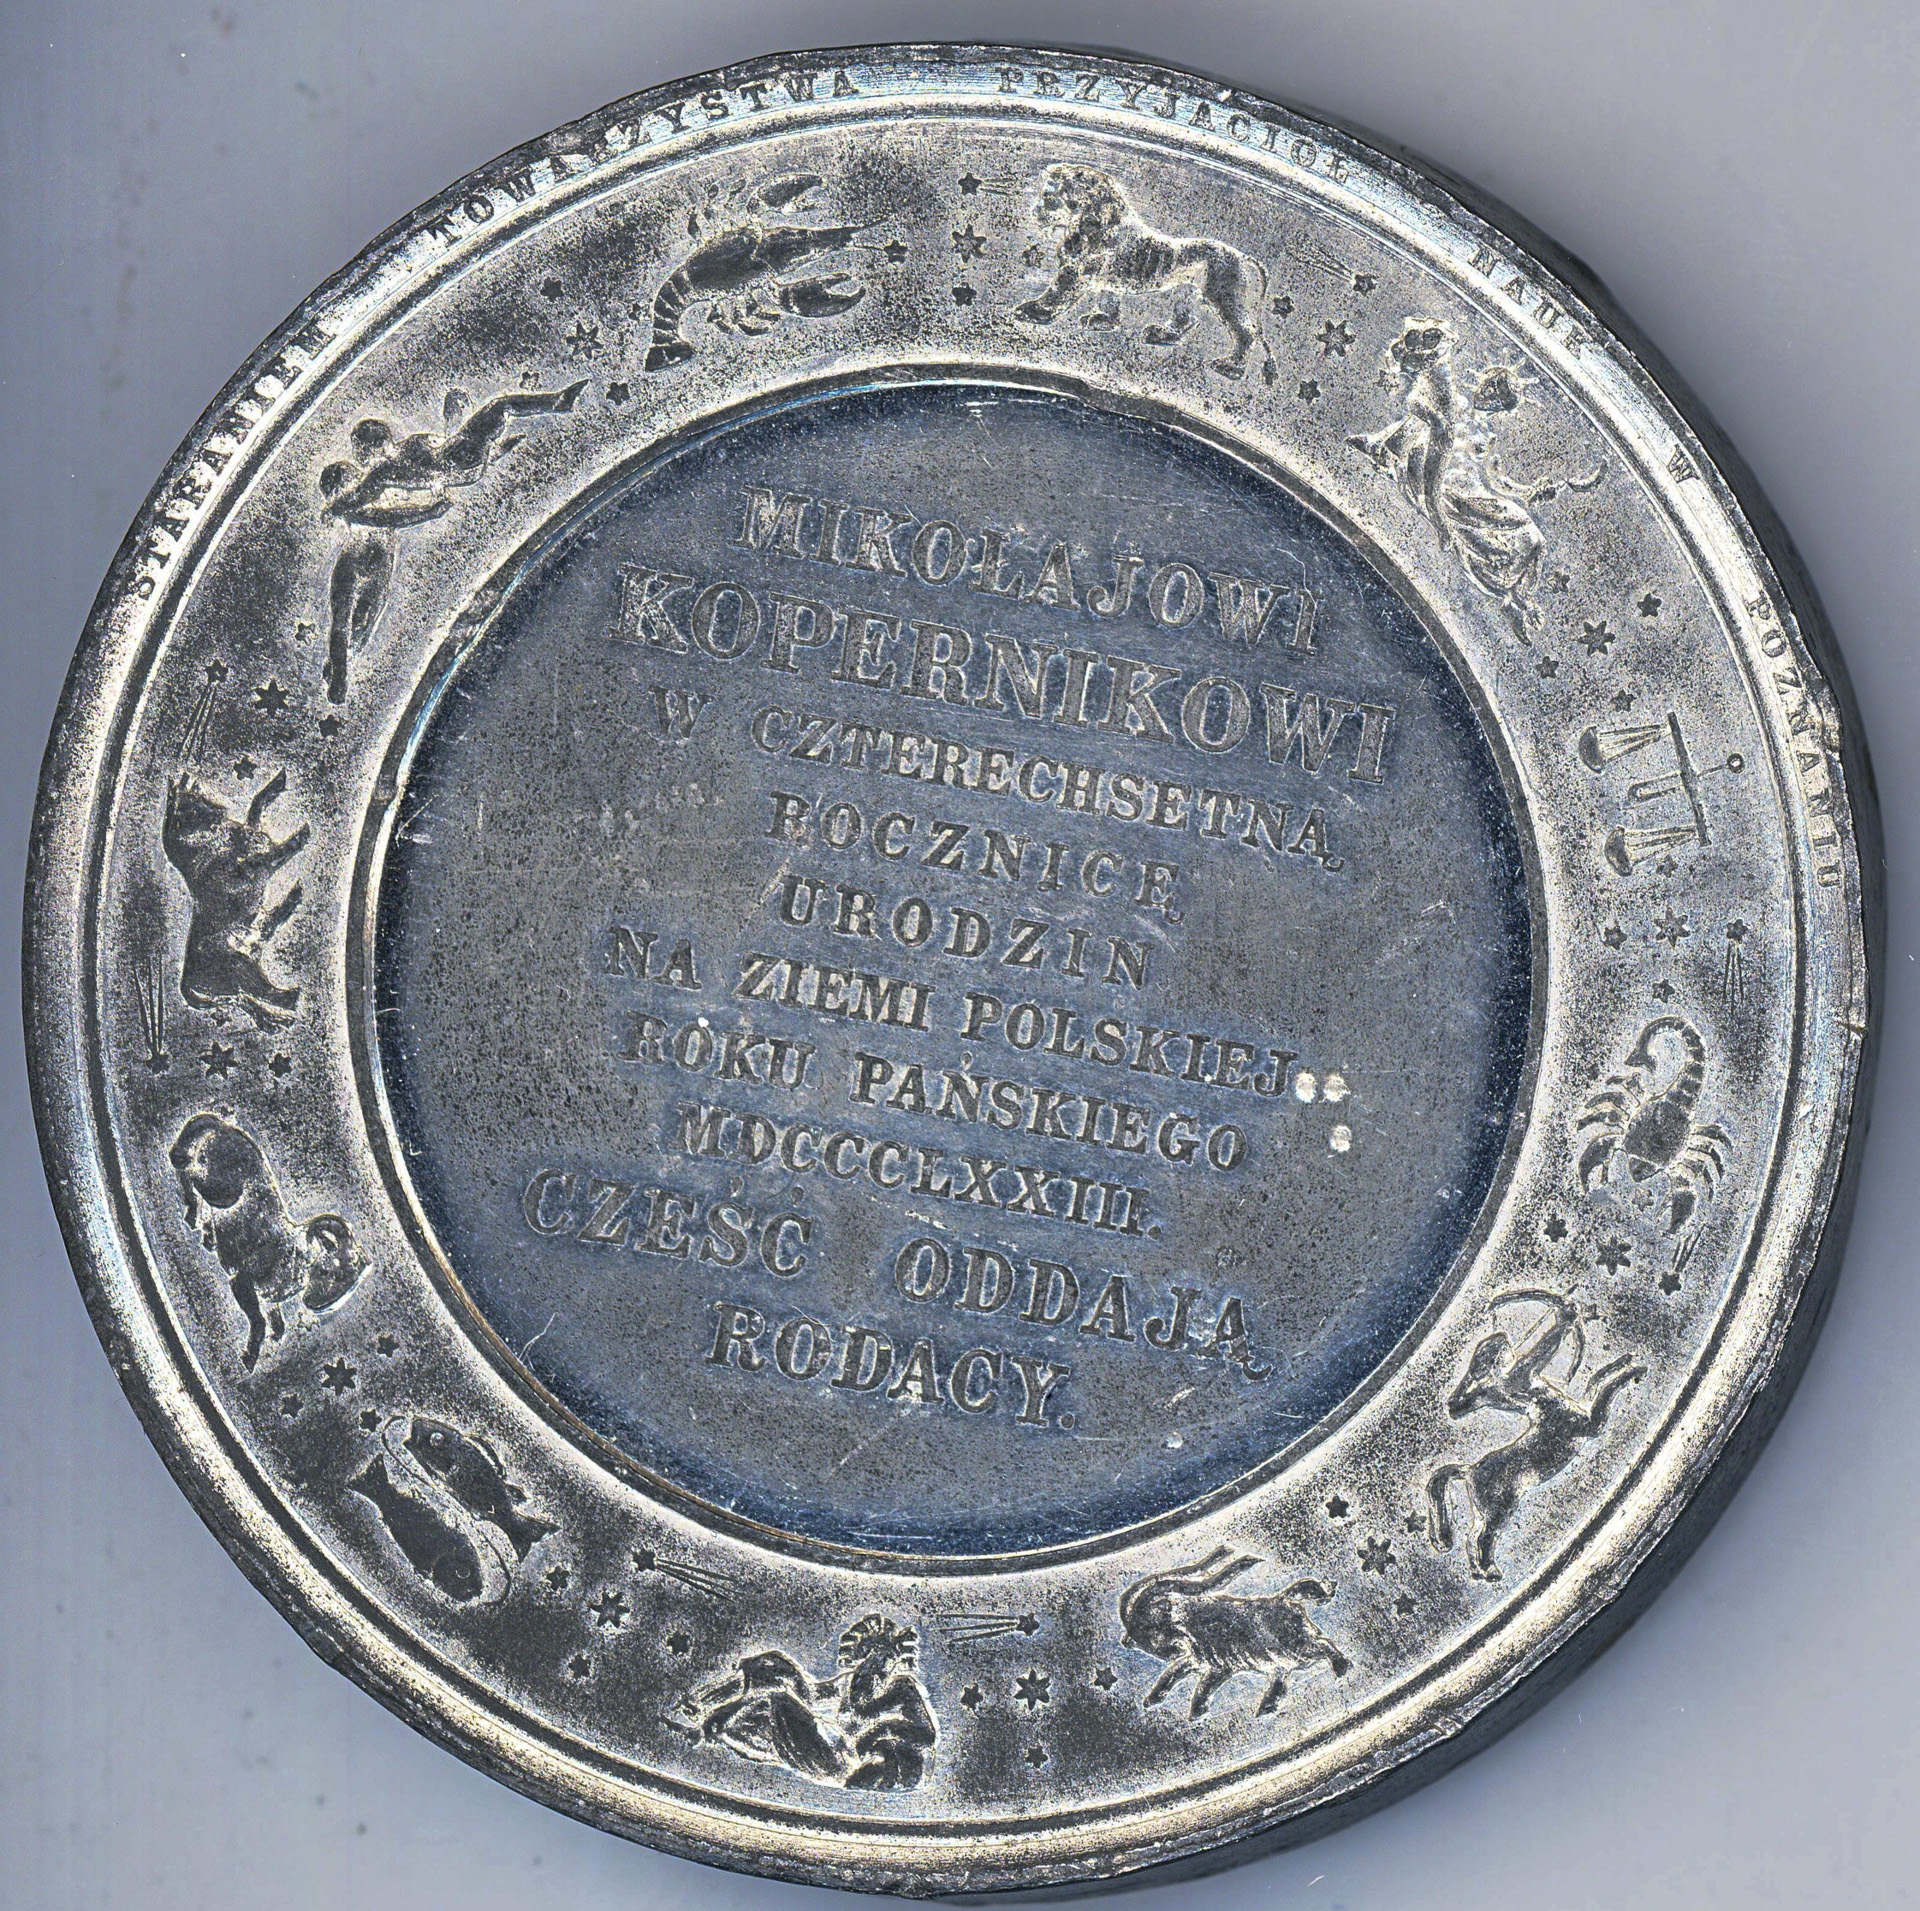 STARANIEM TOWARZYSTWA PRZYJACIÓŁ NAUK W POZNANIU
MIKOŁAJOWI
KOPERNIKOWI
W CZTERECHSETNĄ
ROCZNICĘ
URODZIN
NA ZIEMI POLSKIEJ
ROKU PAŃSKIEGO
MDCCCLXXIII.
CZEŚĆ ODDAJĄ
RODACY.